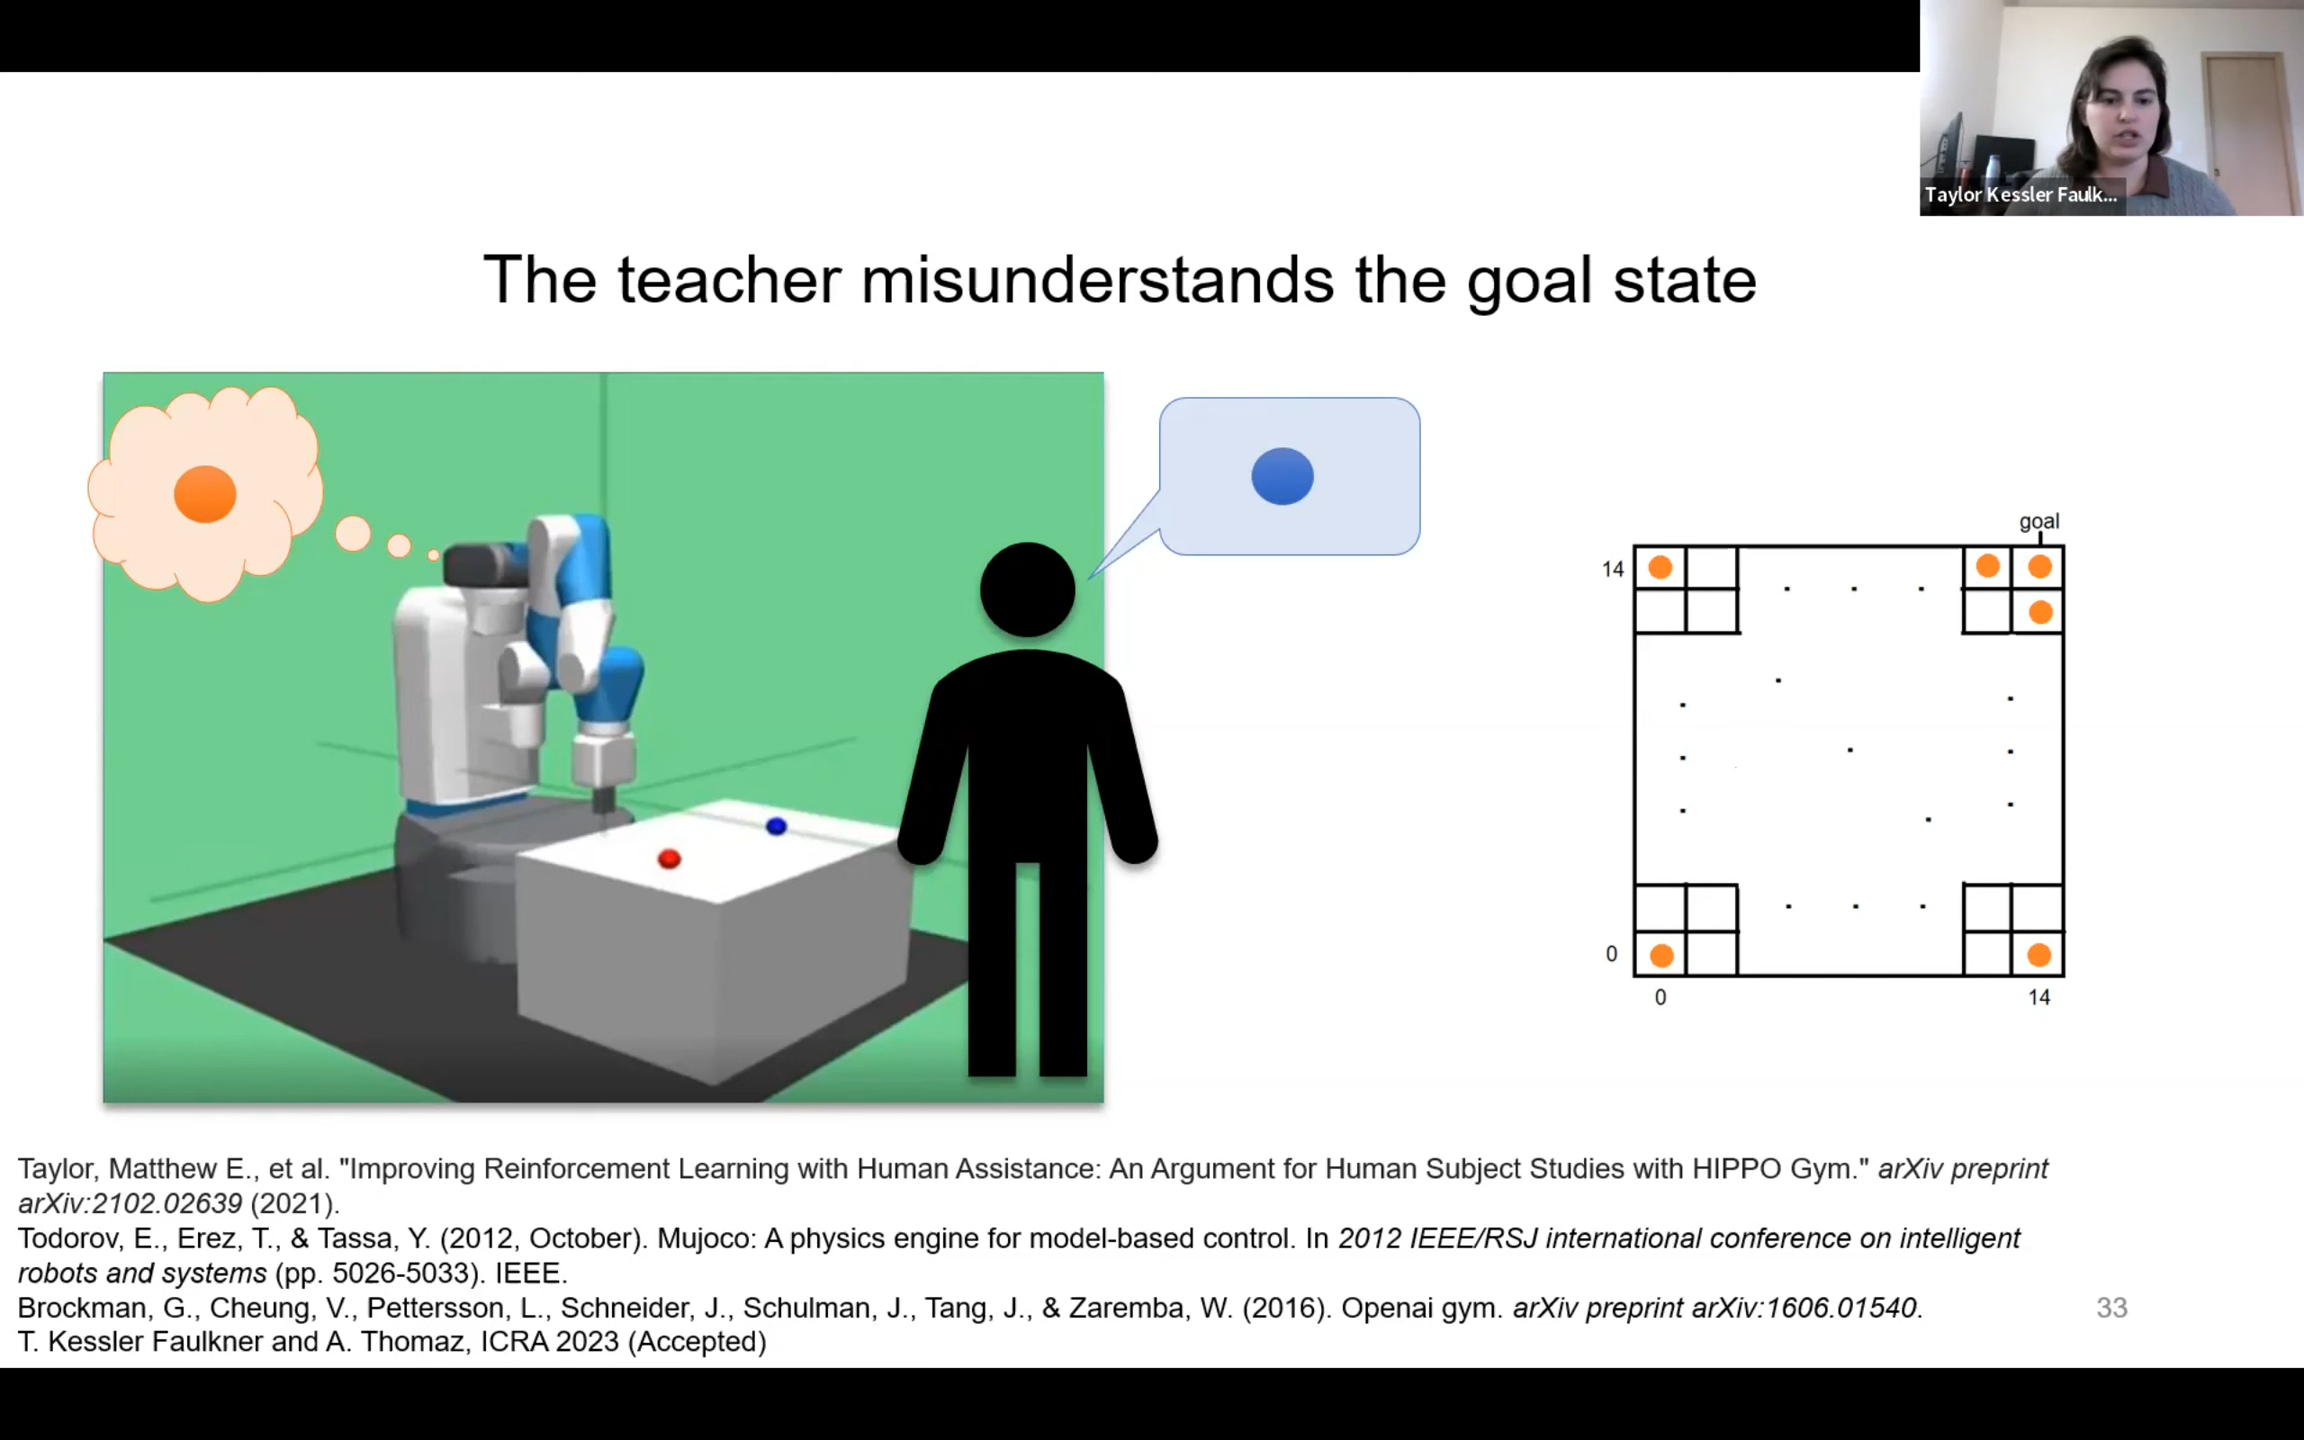 Taylor Kessler Faulk...
The teacher misunderstands the goal state
goal
14
0
0
14
Taylor, Matthew E., et al. "Improving Reinforcement Learning with Human Assistance: An Argument for Human Subject Studies with HIPPO Gym." arXiv preprint
arXiv:2102.02639 (2021).
Todorov, E., Erez, T., & Tassa, Y. (2012, October). Mujoco: A physics engine for model-based control. In 2012 IEEE/RSJ international conference on intelligent
robots and systems (pp. 5026-5033). IEEE.
Brockman, G., Cheung, V., Pettersson, L., Schneider, J., Schulman, J., Tang, J., & Zaremba, W. (2016). Openai gym. arXiv preprint arXiv:1606.01540.
T. Kessler Faulkner and A. Thomaz, ICRA 2023 (Accepted)
33